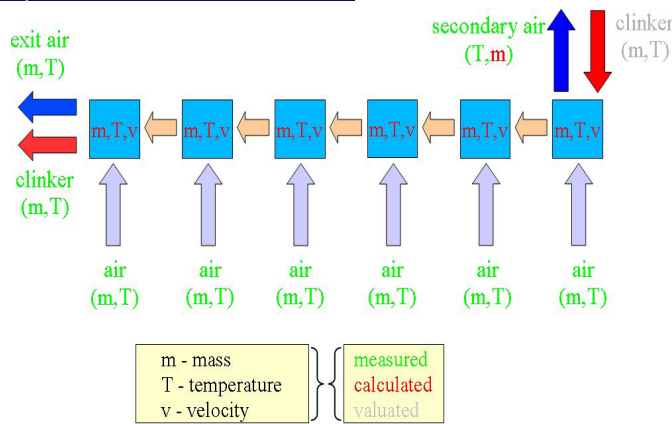 exit air
(m,T)
secondary air
(T,m)
clinker
(m,T)
m,T,v
m,T,v
m,T,v
m,T,v
m,T,v
m,T,v
clinker
(m,T)
air
(m,T)
air
(m,T)
air
(m,T)
air
(m,T)
air
(m,T)
air
(m,T)
m - mass
T - temperature
v - velocity
measured
calculated
valuated